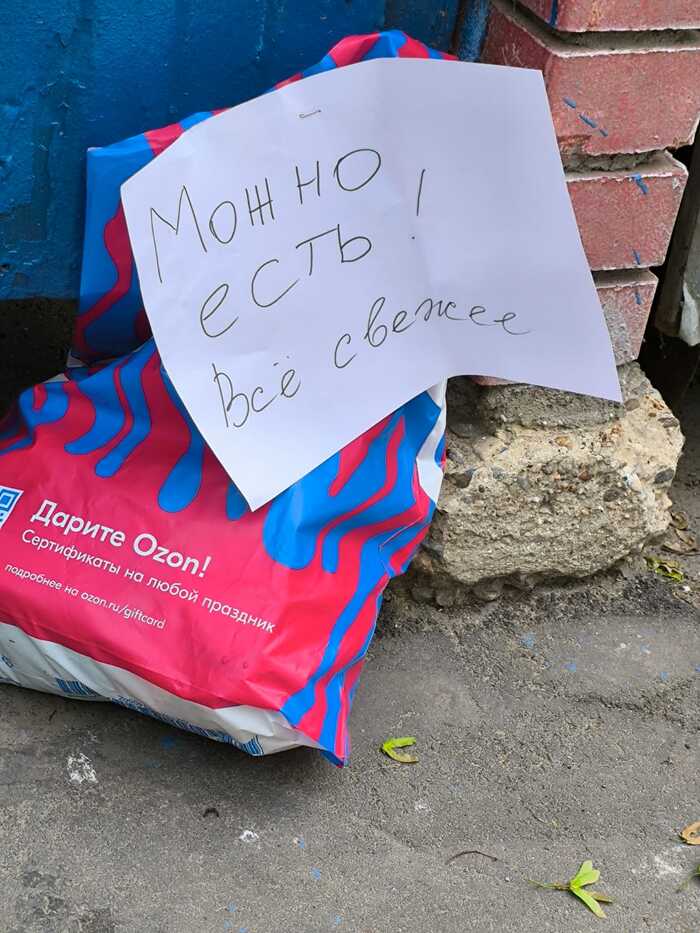 Можно
есть!
Всё свежее
Дарите Ozon!
Сертификаты на любой праздник
подробнее на ozon.ru/giftcard